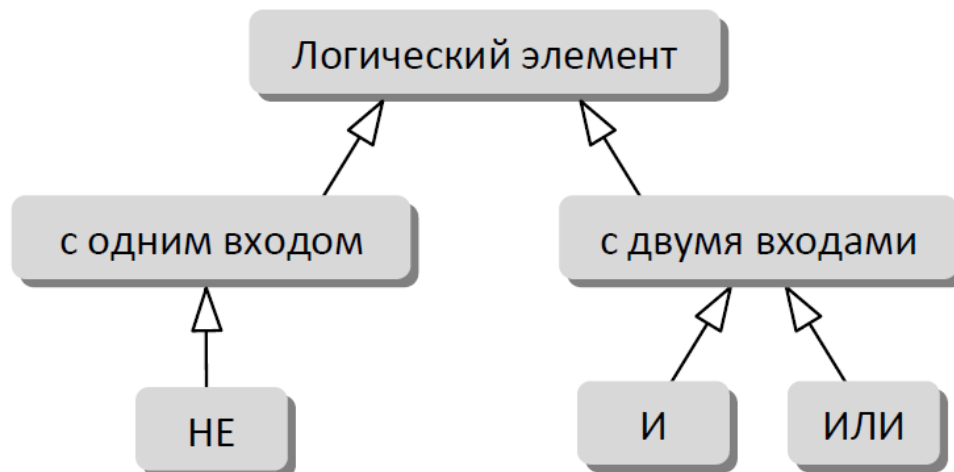 Логический элемент
с одним входом
с двумя входами
НЕ
И
ИЛИ